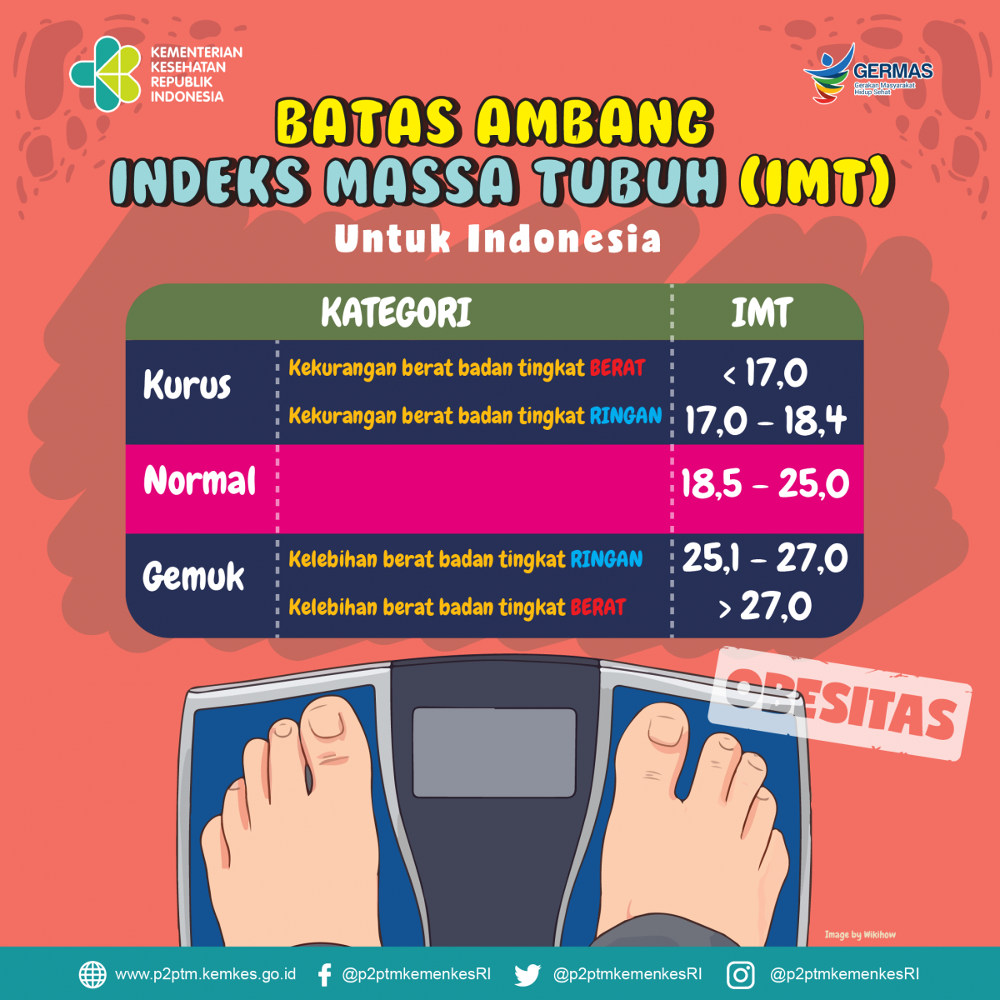 KEMENTERIAN
KESEHATAN
REPUBLIK
INDONESIA
GERMAS
Gerakan Masyarakat
Hidup Sehat
BATAS AMBANG
INDEKS MASSA TUBUH (IMT)
Untuk Indonesia
KATEGORI IMT
Kurus
Kekurangan berat badan tingkat BERAT < 17,0
Kekurangan berat badan tingkat RINGAN 17,0 – 18,4
Normal 18,5 – 25,0
Gemuk
Kelebihan berat badan tingkat RINGAN 25,1 – 27,0
Kelebihan berat badan tingkat BERAT > 27,0
OBESITAS
Image by Wikihow
www.p2ptm.kemkes.go.id @p2ptmkemenkesRI @p2ptmkemenkesRI @p2ptmkemenkesRI